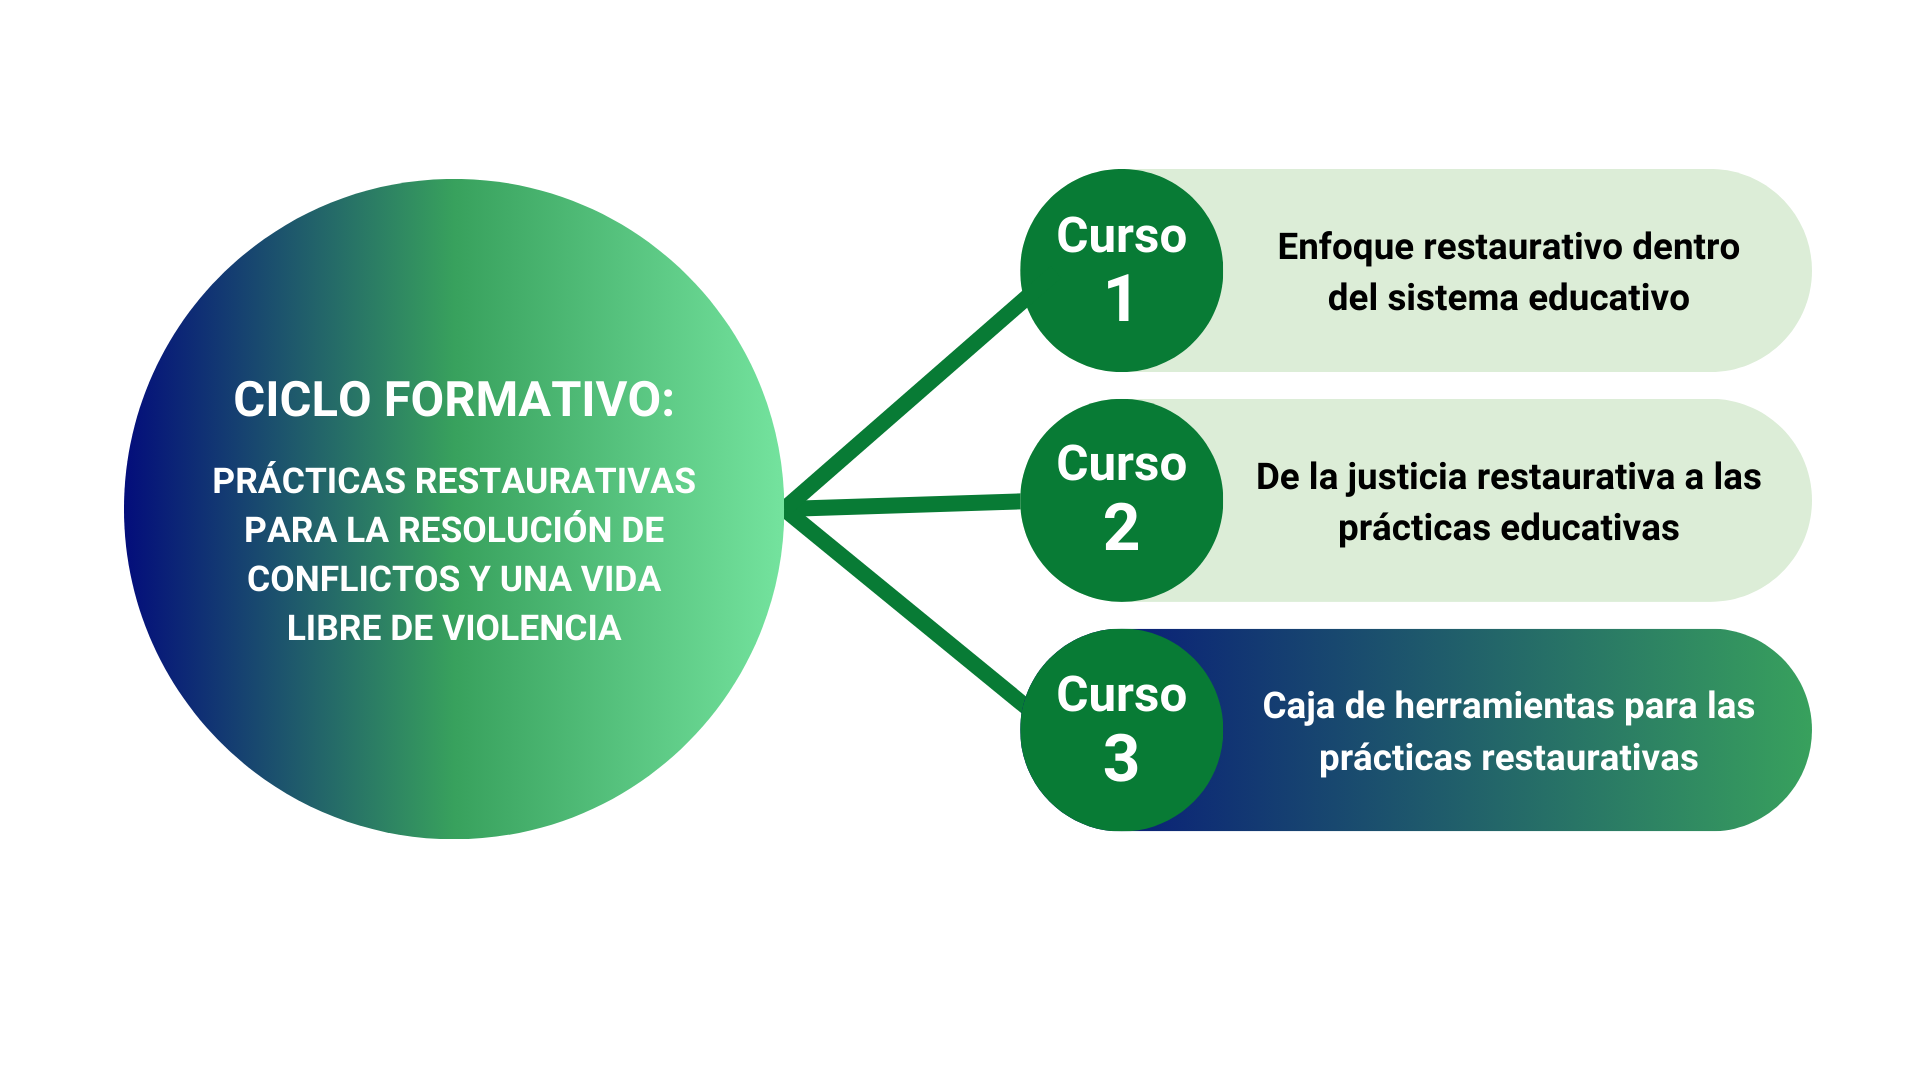 CICLO FORMATIVO:
PRÁCTICAS RESTAURATIVAS
PARA LA RESOLUCIÓN DE
CONFLICTOS Y UNA VIDA
LIBRE DE VIOLENCIA
Curso
1
Enfoque restaurativo dentro
del sistema educativo
Curso
2
De la justicia restaurativa a las
prácticas educativas
Curso
3
Caja de herramientas para las
prácticas restaurativas